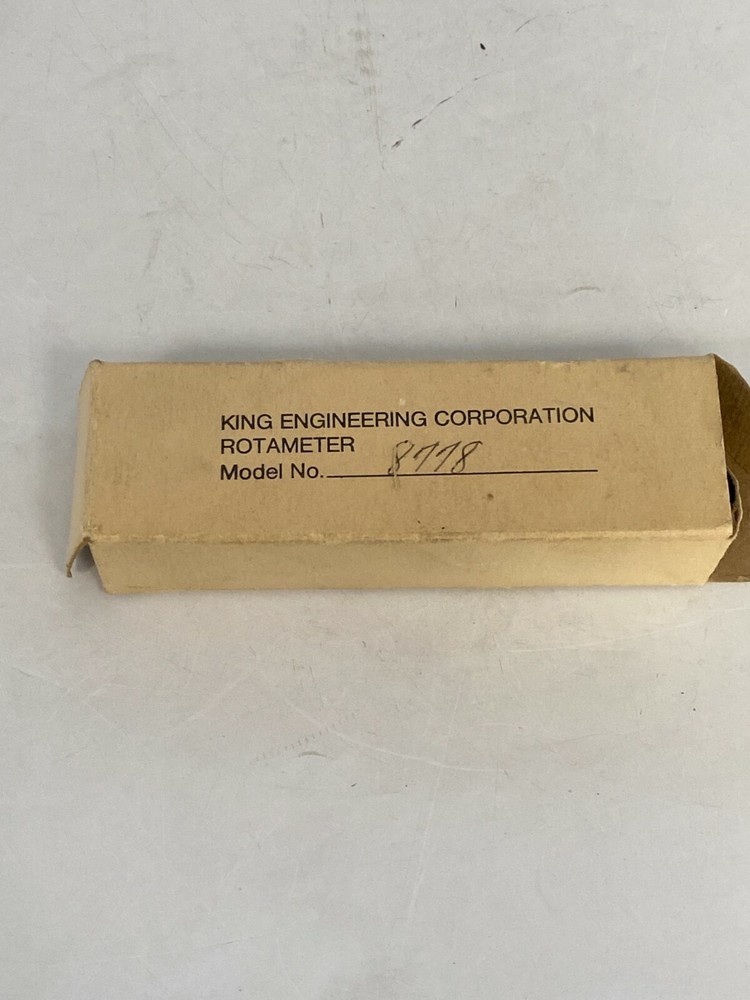 KING ENGINEERING CORPORATION
ROTAMETER
Model No. 8778